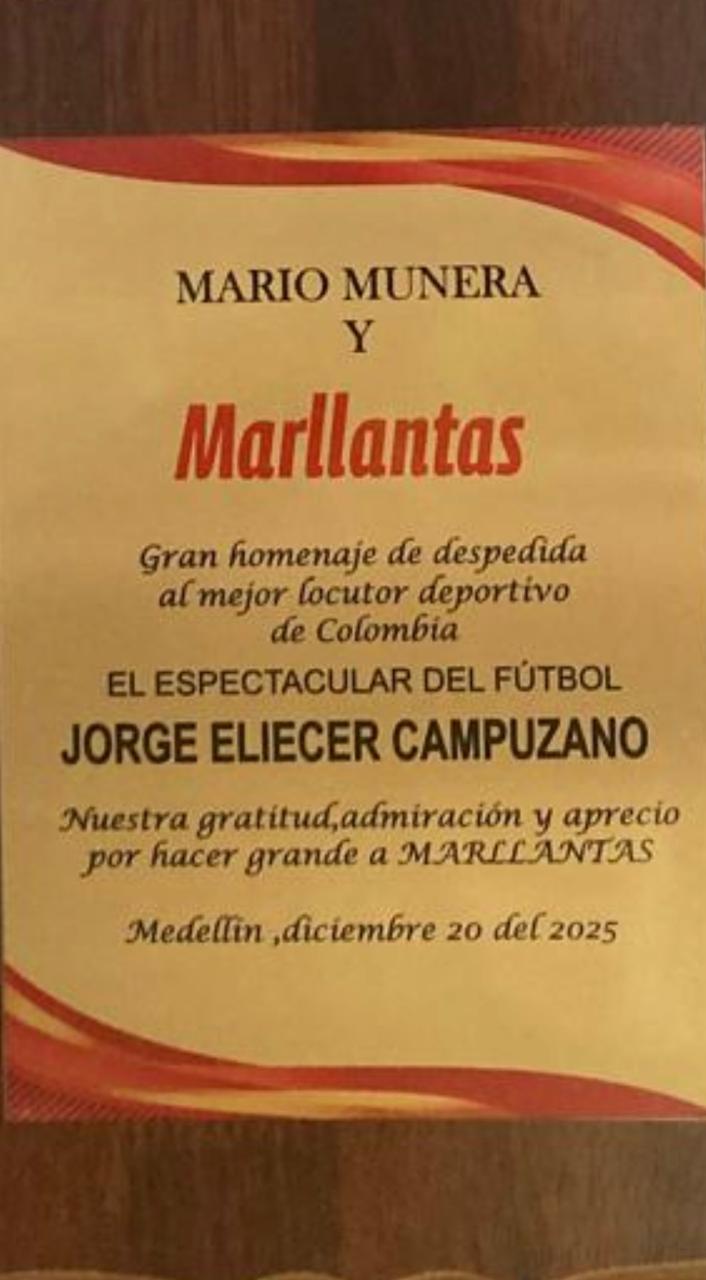 MARIO MUNERA
Y
Marllantas
Gran homenaje de despedida
al mejor locutor deportivo
de Colombia
EL ESPECTACULAR DEL FÚTBOL
JORGE ELIECER CAMPUZANO
Nuestra gratitud,admiración y aprecio
por hacer grande a MARLLANTAS
Medellin ,diciembre 20 del 2025